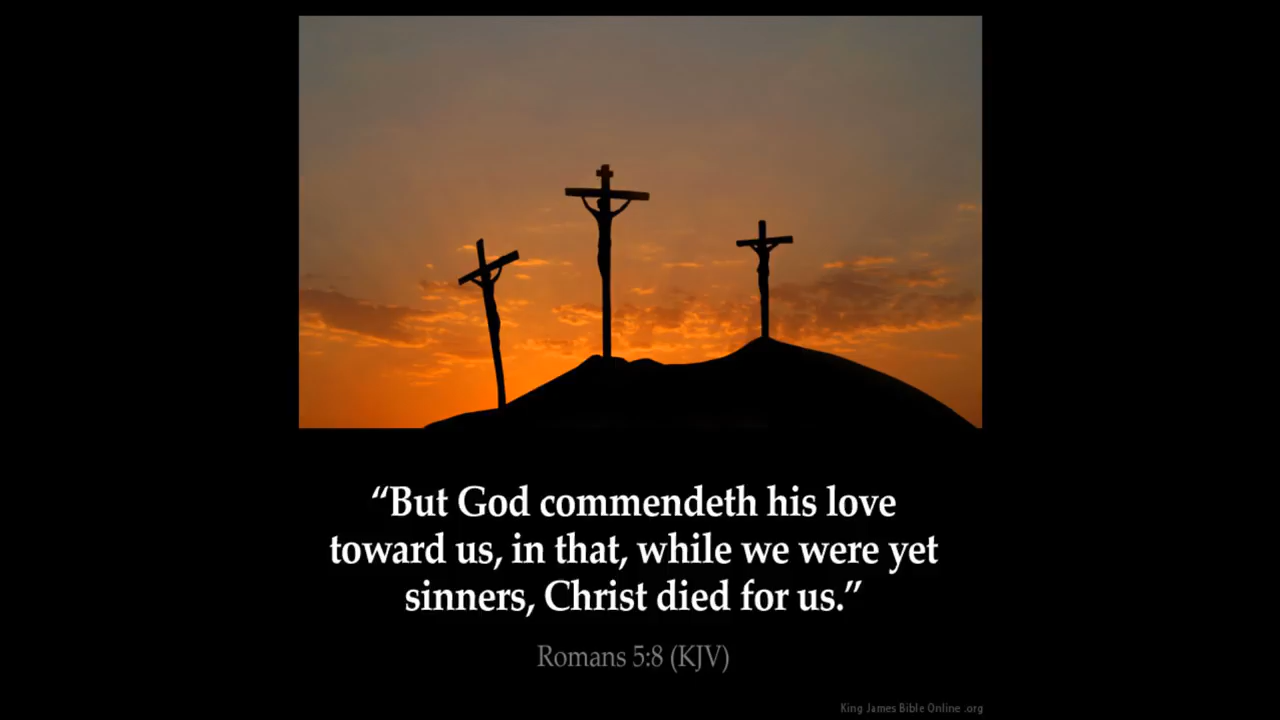 “But God commendeth his love
toward us, in that, while we were yet
sinners, Christ died for us.”
Romans 5:8 (KJV)
King James Bible Online .org